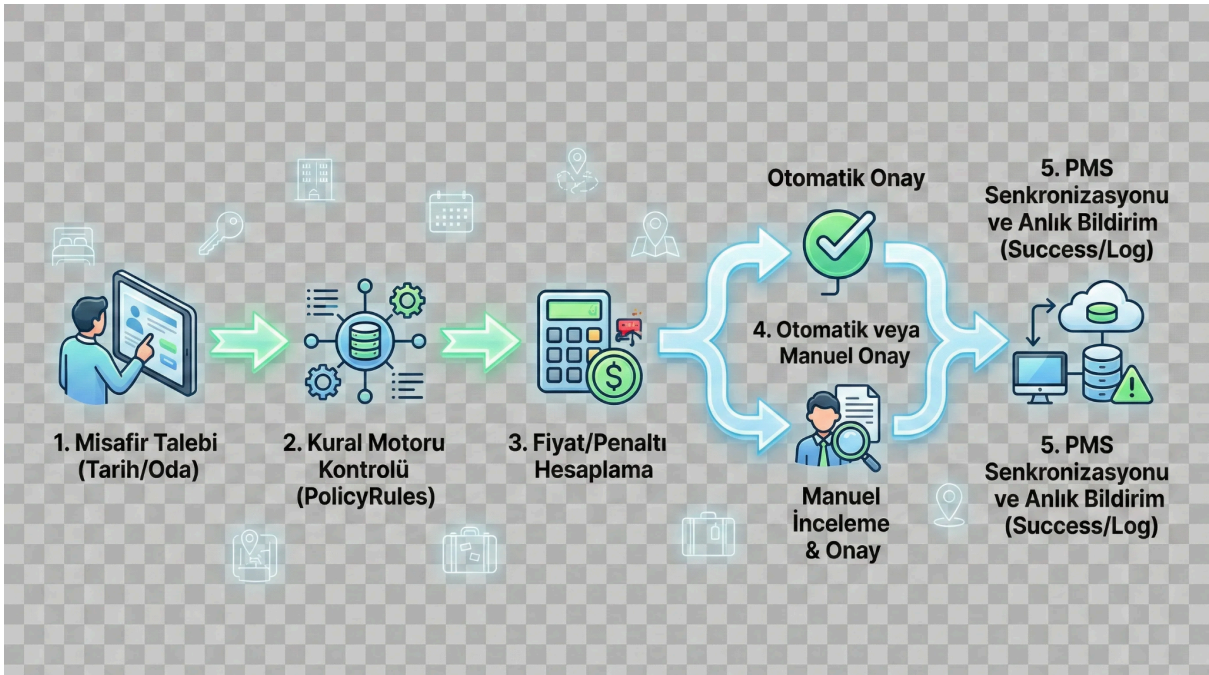 1. Misafir Talebi
(Tarih/Oda)
2. Kural Motoru
Kontrolü
(PolicyRules)
3. Fiyat/Penaltı
Hesaplama
Otomatik Onay
4. Otomatik veya
Manuel Onay
Manuel
İnceleme
& Onay
5. PMS
Senkronizasyonu
ve Anlık Bildirim
(Success/Log)
5. PMS
Senkronizasyonu
ve Anlık Bildirim
(Success/Log)